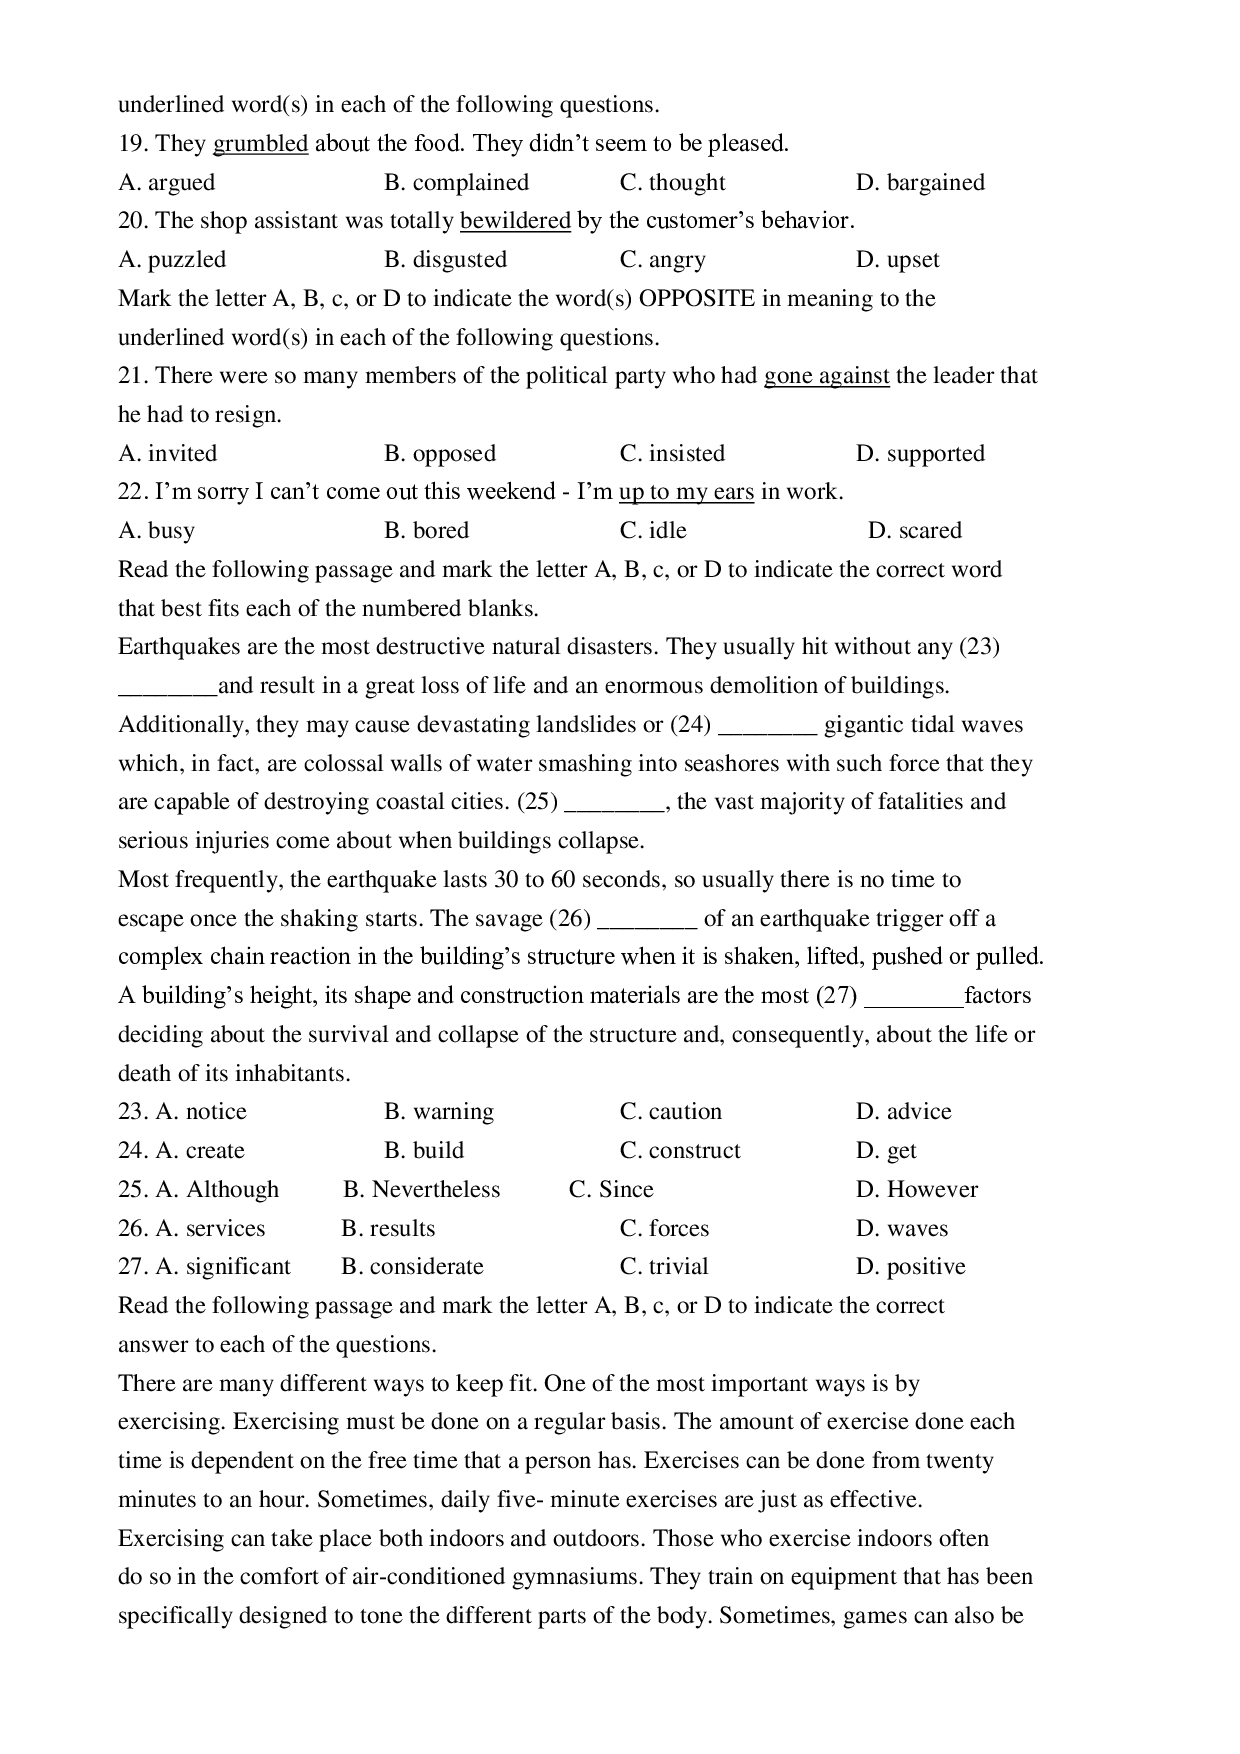 underlined word(s) in each of the following questions.
19. They grumbled about the food. They didn’t seem to be pleased.
A. argued B. complained C. thought D. bargained
20. The shop assistant was totally bewildered by the customer’s behavior.
A. puzzled B. disgusted C. angry D. upset
Mark the letter A, B, c, or D to indicate the word(s) OPPOSITE in meaning to the
underlined word(s) in each of the following questions.
21. There were so many members of the political party who had gone against the leader that
he had to resign.
A. invited B. opposed C. insisted D. supported
22. I’m sorry I can’t come out this weekend - I’m up to my ears in work.
A. busy B. bored C. idle D. scared
Read the following passage and mark the letter A, B, c, or D to indicate the correct word
that best fits each of the numbered blanks.
Earthquakes are the most destructive natural disasters. They usually hit without any (23)
________and result in a great loss of life and an enormous demolition of buildings.
Additionally, they may cause devastating landslides or (24) ________ gigantic tidal waves
which, in fact, are colossal walls of water smashing into seashores with such force that they
are capable of destroying coastal cities. (25) ________, the vast majority of fatalities and
serious injuries come about when buildings collapse.
Most frequently, the earthquake lasts 30 to 60 seconds, so usually there is no time to
escape once the shaking starts. The savage (26) ________ of an earthquake trigger off a
complex chain reaction in the building’s structure when it is shaken, lifted, pushed or pulled.
A building’s height, its shape and construction materials are the most (27) ________factors
deciding about the survival and collapse of the structure and, consequently, about the life or
death of its inhabitants.
23. A. notice B. warning C. caution D. advice
24. A. create B. build C. construct D. get
25. A. Although B. Nevertheless C. Since D. However
26. A. services B. results C. forces D. waves
27. A. significant B. considerate C. trivial D. positive
Read the following passage and mark the letter A, B, c, or D to indicate the correct
answer to each of the questions.
There are many different ways to keep fit. One of the most important ways is by
exercising. Exercising must be done on a regular basis. The amount of exercise done each
time is dependent on the free time that a person has. Exercises can be done from twenty
minutes to an hour. Sometimes, daily five- minute exercises are just as effective.
Exercising can take place both indoors and outdoors. Those who exercise indoors often
do so in the comfort of air-conditioned gymnasiums. They train on equipment that has been
specifically designed to tone the different parts of the body. Sometimes, games can also be